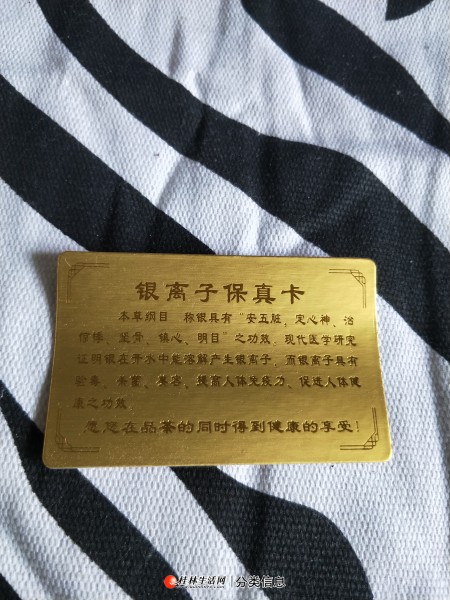 银离子保真卡
本草纲目 称银具有“安五脏、定心神、治
惊悸、坚骨、镇心、明目”之功效。现代医学研究
证明银在开水中能溶解产生银离子,而银离子具有
验毒、杀菌、美容、提高人体免疫力、促进人体健
康之功效
愿您在品茶的同时得到健康的享受!
桂林生活网 分类信息